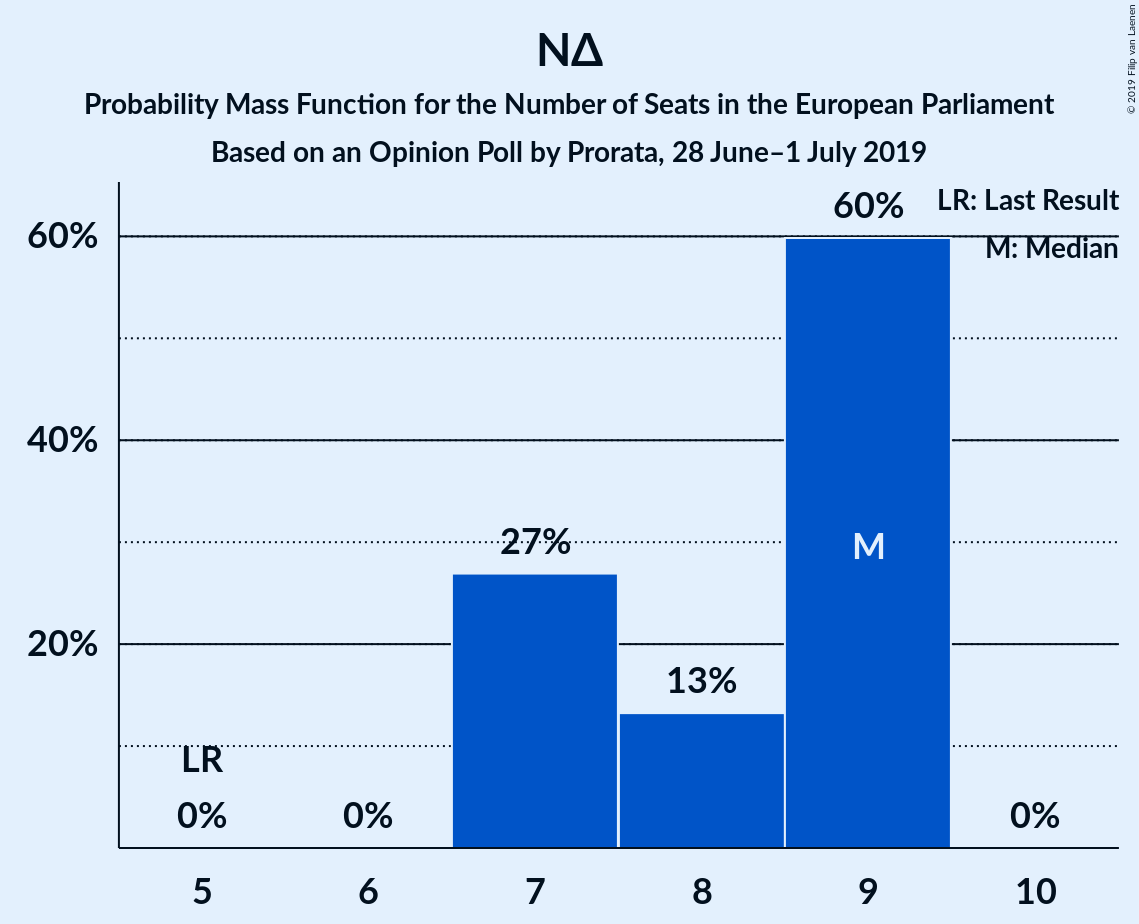 ΝΔ
Probability Mass Function for the Number of Seats in the European Parliament
Based on an Opinion Poll by Prorata, 28 June–1 July 2019
© 2019 Filip van Laenen
LR: Last Result
M: Median
60%
40%
20%
LR
0%
0%
27%
13%
60%
M
0%
5 6 7 8 9 10